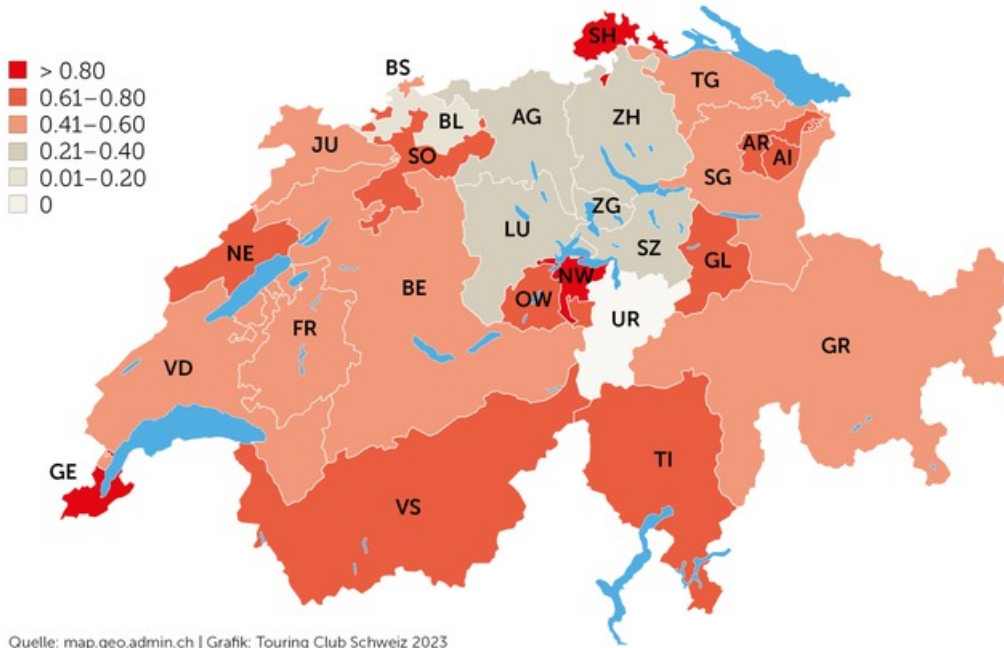 > 0.80
0.61–0.80
0.41–0.60
0.21–0.40
0.01–0.20
0
SH
BS
TG
BL
AG
ZH
JU
SO
AR
AI
SG
ZG
LU
SZ
NE
GL
NW
OW
BE
UR
FR
GR
VD
TI
GE
VS
Quelle: map.geo.admin.ch | Grafik: Touring Club Schweiz 2023